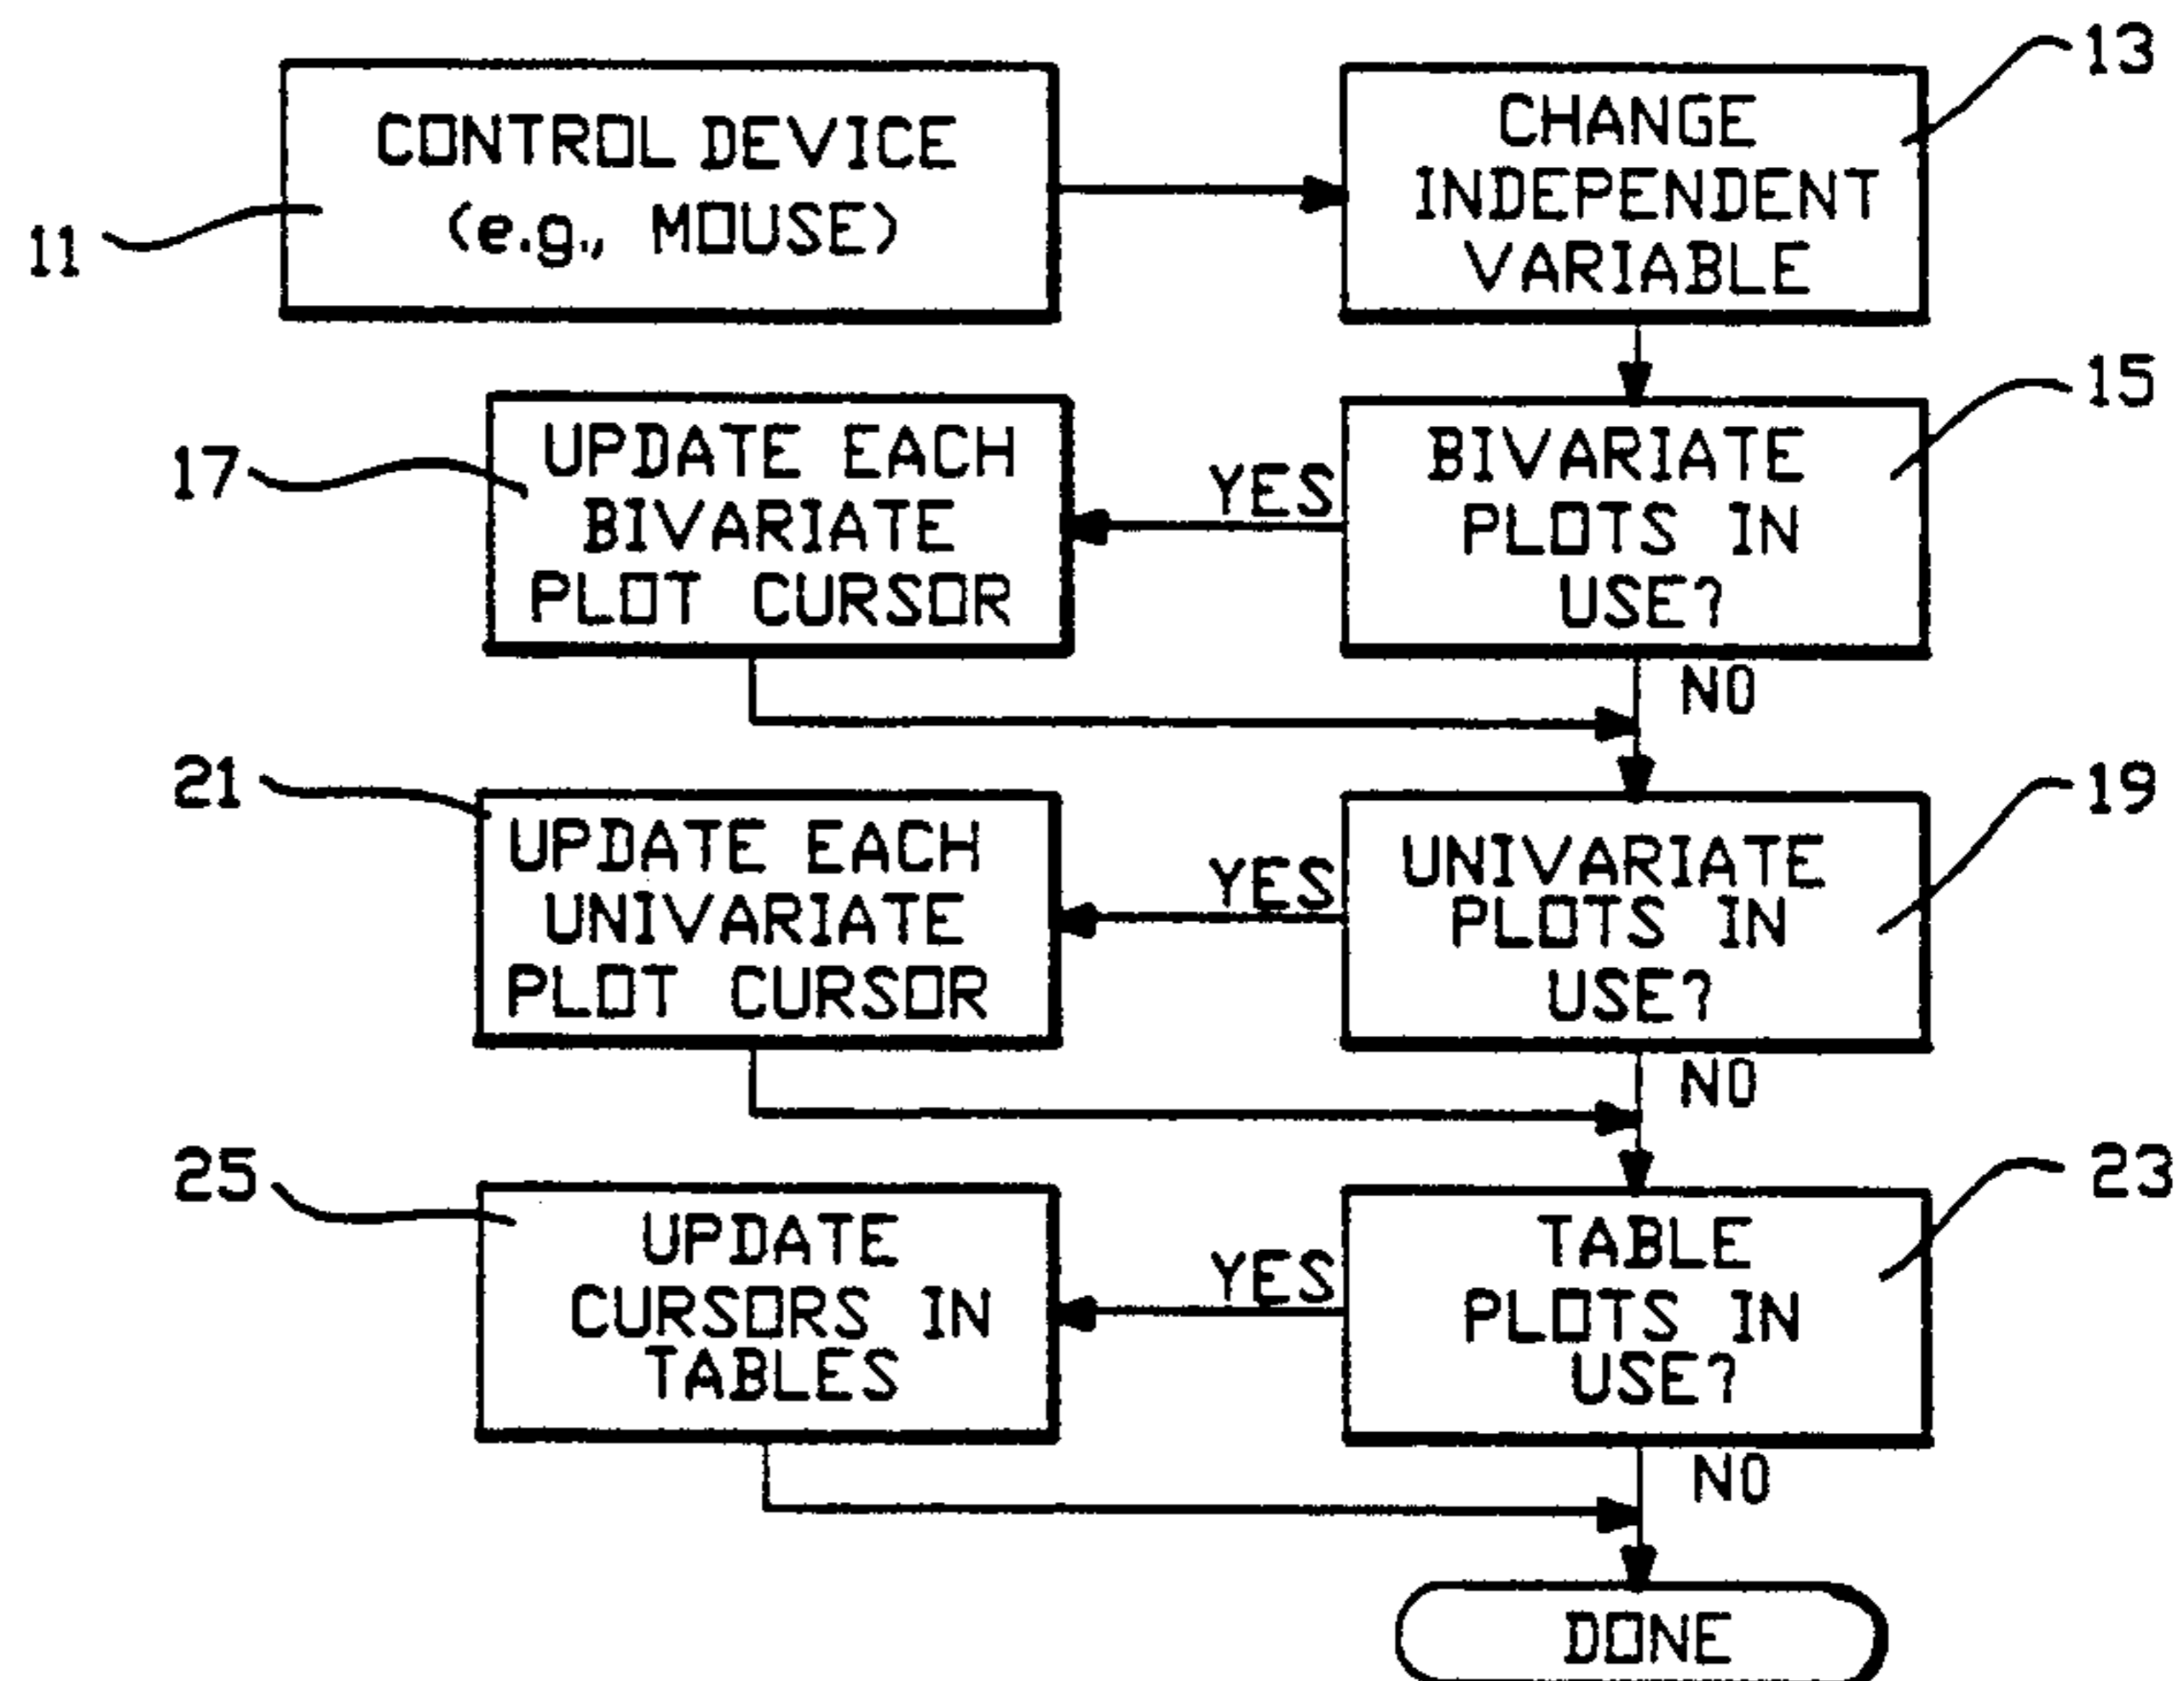 CONTROL DEVICE
(e.g., MOUSE)
11
CHANGE
INDEPENDENT
VARIABLE
13
BIVARIATE
PLOTS IN
USE?
15
YES
NO
UPDATE EACH
BIVARIATE
PLOT CURSOR
17
UNIVARIATE
PLOTS IN
USE?
19
YES
NO
UPDATE EACH
UNIVARIATE
PLOT CURSOR
21
TABLE
PLOTS IN
USE?
23
YES
NO
UPDATE
CURSORS IN
TABLES
25
DONE